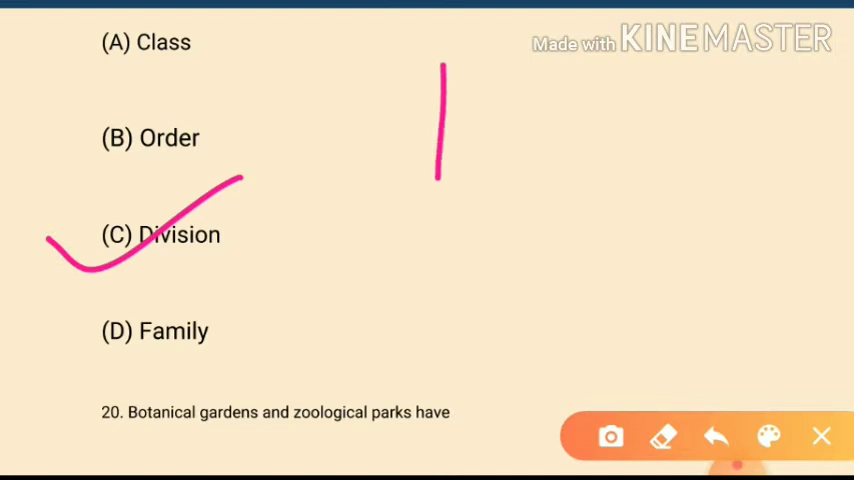 Made with KINEMASTER
(A) Class
(B) Order
(C) Division
(D) Family
20. Botanical gardens and zoological parks have